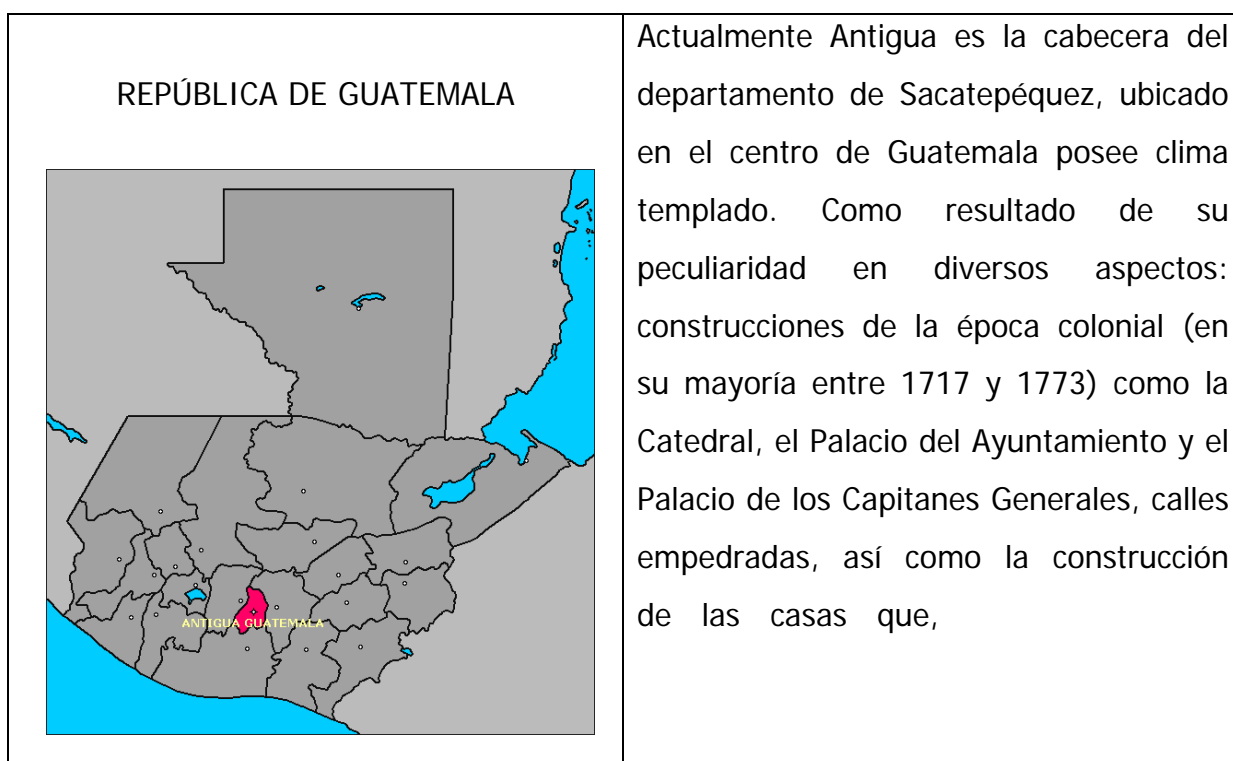 REPÚBLICA DE GUATEMALA
ANTIGUA GUATEMALA
Actualmente Antigua es la cabecera del
departamento de Sacatepéquez, ubicado
en el centro de Guatemala posee clima
templado. Como resultado de su
peculiaridad en diversos aspectos:
construcciones de la época colonial (en
su mayoría entre 1717 y 1773) como la
Catedral, el Palacio del Ayuntamiento y el
Palacio de los Capitanes Generales, calles
empedradas, así como la construcción
de las casas que,